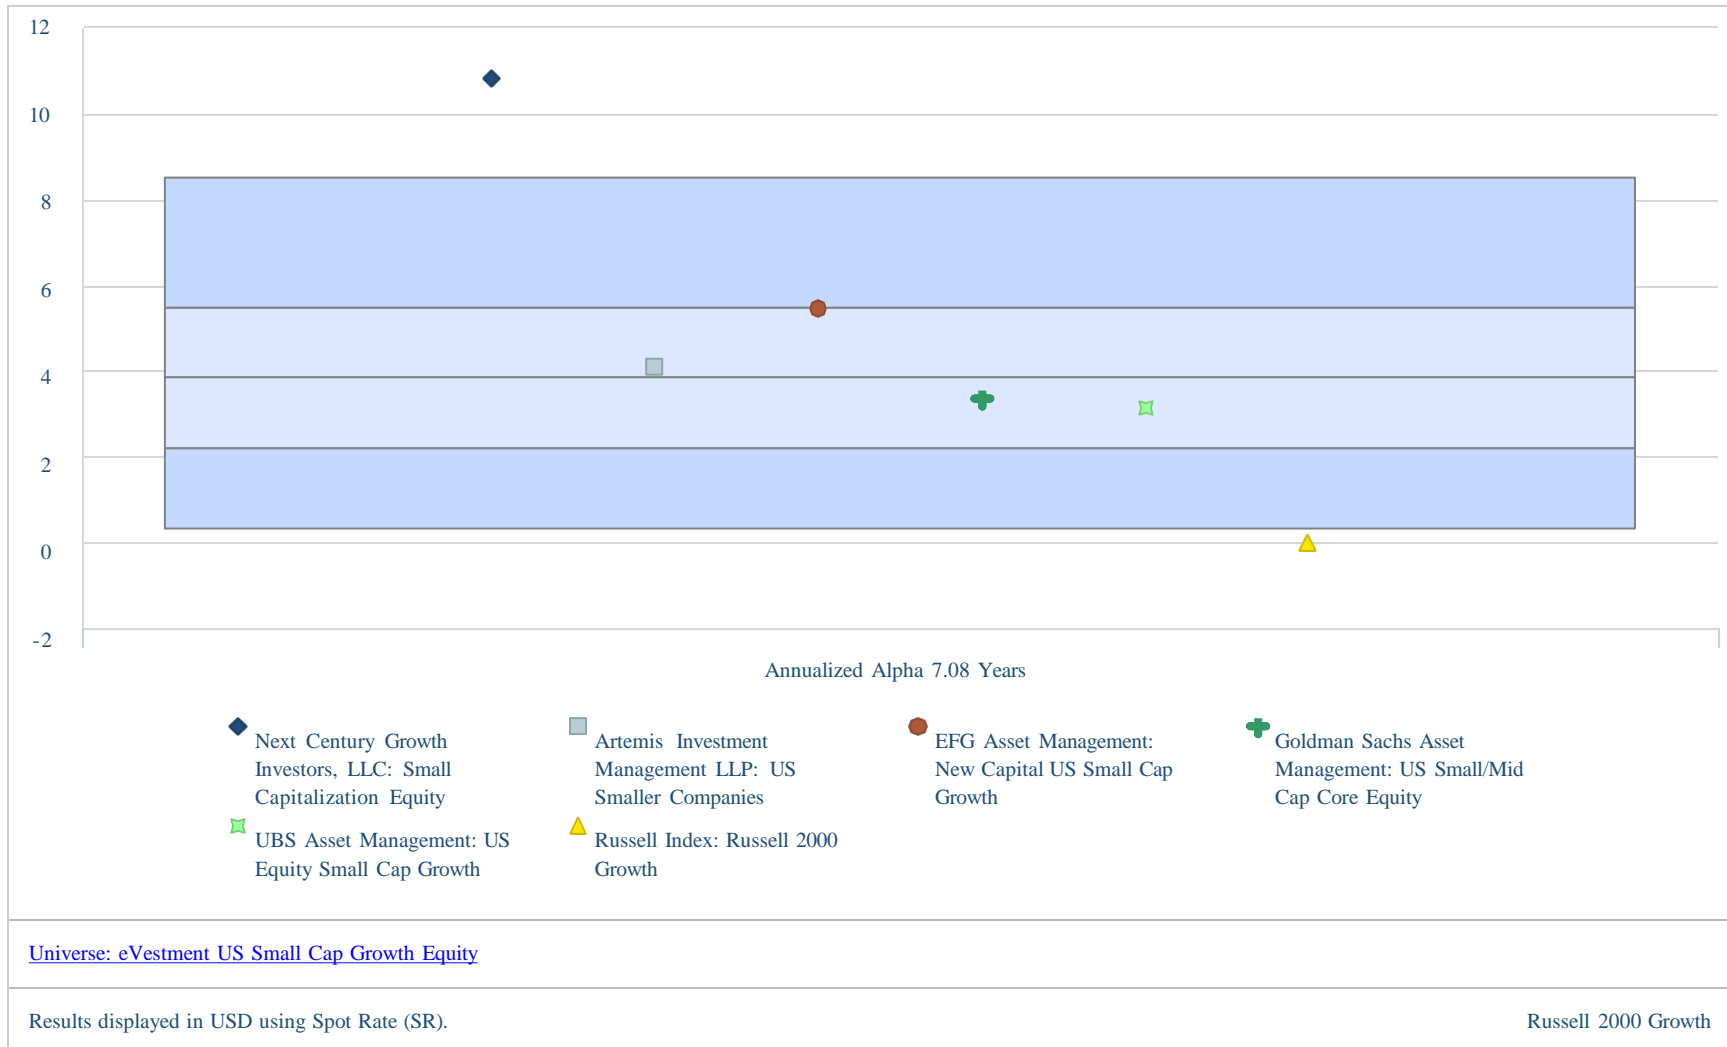 12
10
8
6
4
2
0
-2
Annualized Alpha 7.08 Years
Next Century Growth
Investors, LLC: Small
Capitalization Equity
Artemis Investment
Management LLP: US
Smaller Companies
EFG Asset Management:
New Capital US Small Cap
Growth
Goldman Sachs Asset
Management: US Small/Mid
Cap Core Equity
UBS Asset Management: US
Equity Small Cap Growth
Russell Index: Russell 2000
Growth
Universe: eVestment US Small Cap Growth Equity
Results displayed in USD using Spot Rate (SR).
Russell 2000 Growth